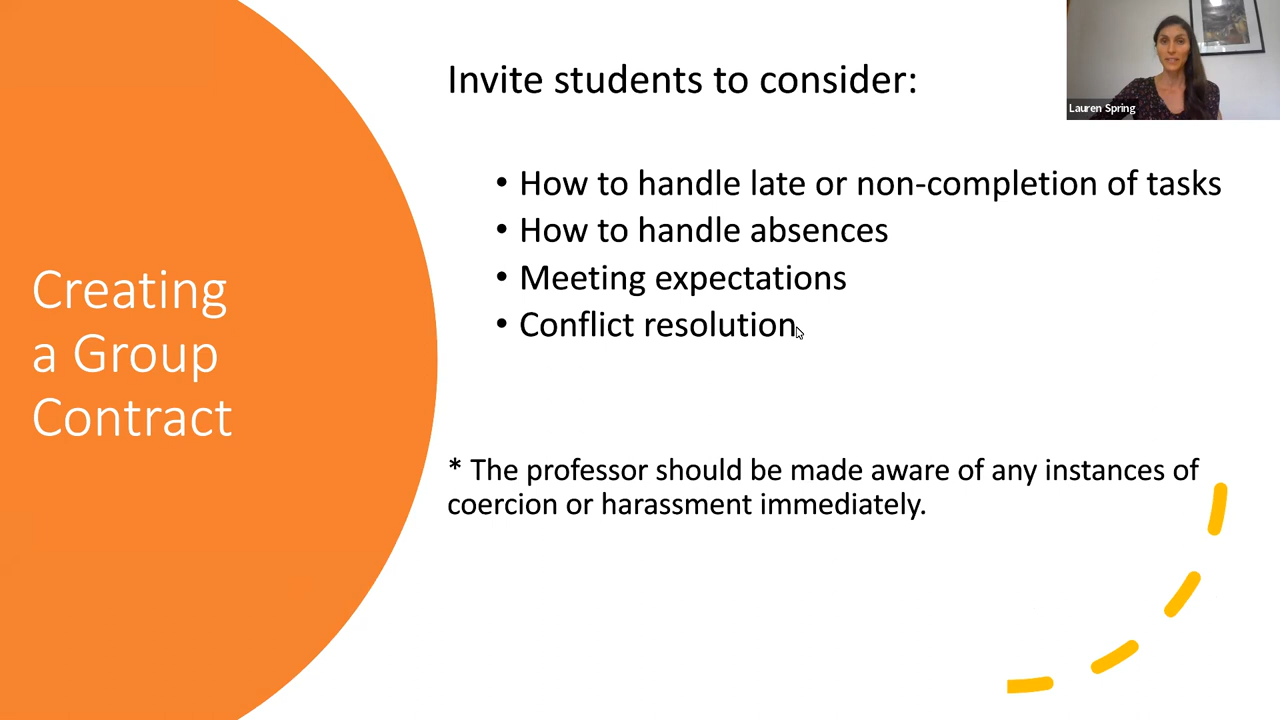 Creating
a Group
Contract
Invite students to consider:
• How to handle late or non-completion of tasks
• How to handle absences
• Meeting expectations
• Conflict resolution
* The professor should be made aware of any instances of
coercion or harassment immediately.
Lauren Spring